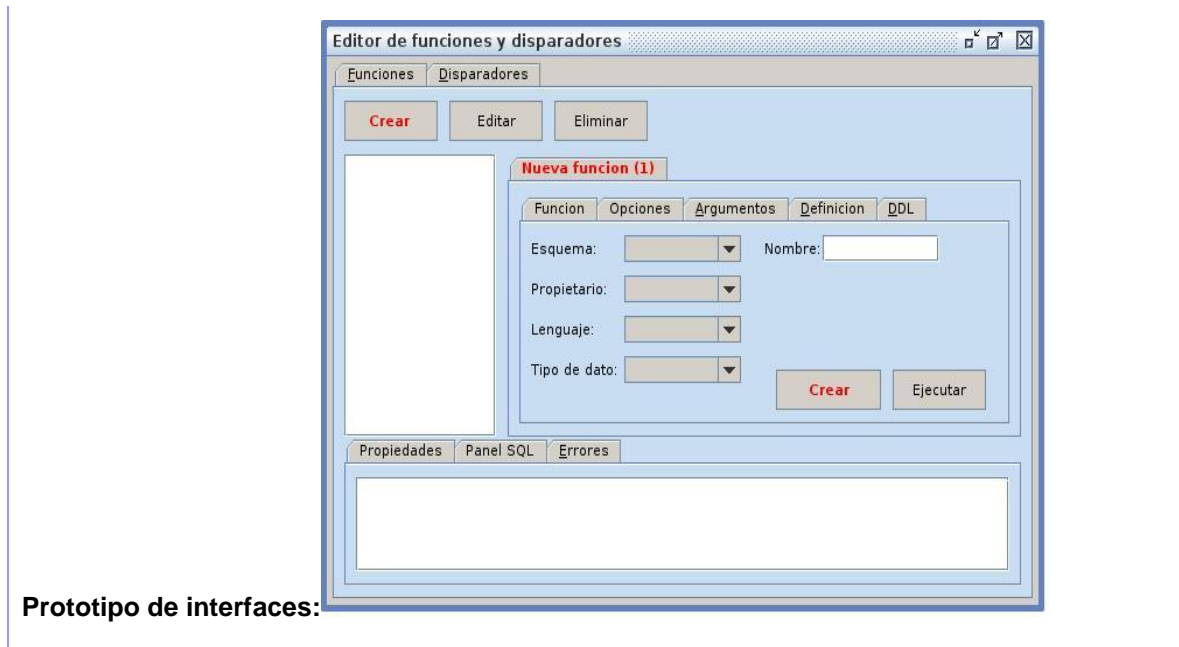 Editor de funciones y disparadores
Funciones Disparadores
Crear Editar Eliminar
Nueva funcion (1)
Funcion Opciones Argumentos Definicion DDL
Esquema: Nombre:
Propietario:
Lenguaje:
Tipo de dato:
Crear Ejecutar
Propiedades Panel SQL Errores
Prototipo de interfaces: